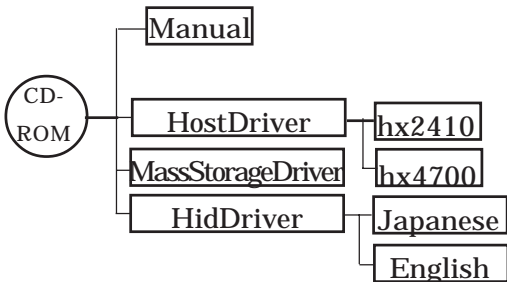 Manual
CD-
ROM
HostDriver
hx2410
MassStorageDriver
hx4700
HidDriver
Japanese
English